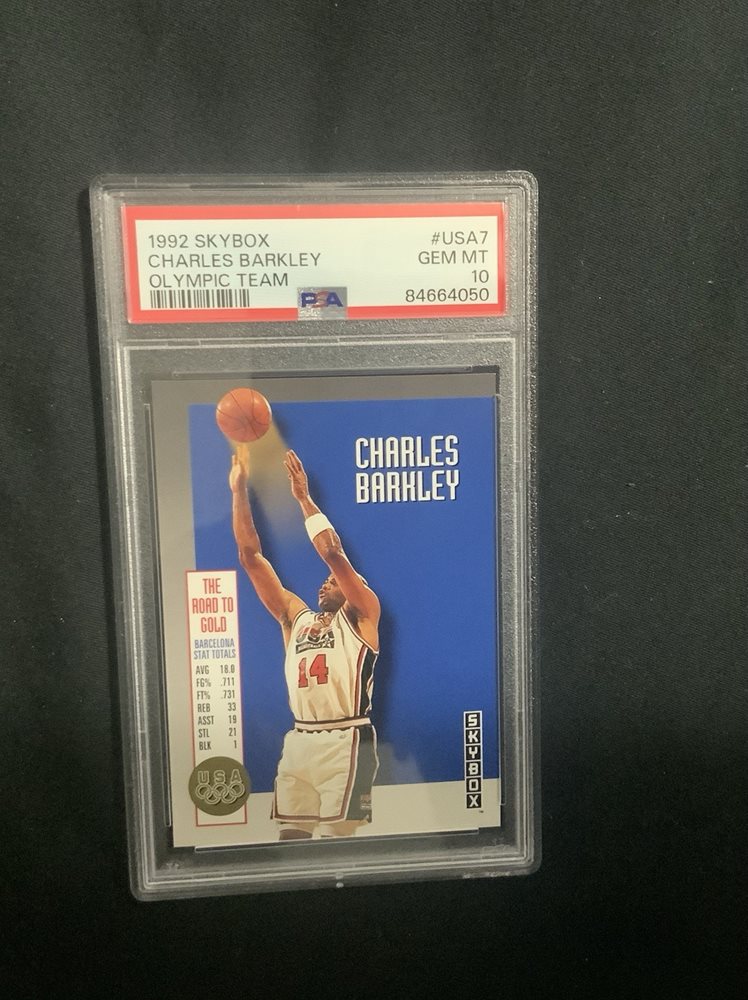 1992 SKYBOX #USA7
CHARLES BARKLEY GEM MT
OLYMPIC TEAM 10
PSA 84664050
CHARLES
BARKLEY
THE
ROAD TO
GOLD
BARCELONA
STAT TOTALS
AVG 18.0
FG% .711
FT% .731
REB 33
ASST 19
STL 21
BLK 1
USA
USA
14
SKYBOX